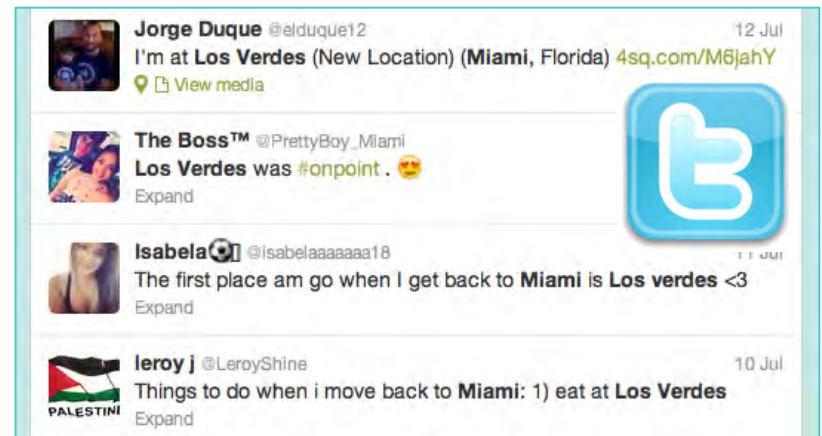 Jorge Duque @elduque12 12 Jul
I'm at Los Verdes (New Location) (Miami, Florida) 4sq.com/M6jahY
View media
The Boss™ @PrettyBoy_Miami
Los Verdes was #onpoint . 😍
Expand
Isabela⚽[] @isabelaaaaaaa18 11 Jul
The first place am go when I get back to Miami is Los verdes <3
Expand
leroy j @LeroyShine 10 Jul
PALESTINE
Things to do when i move back to Miami: 1) eat at Los Verdes
Expand